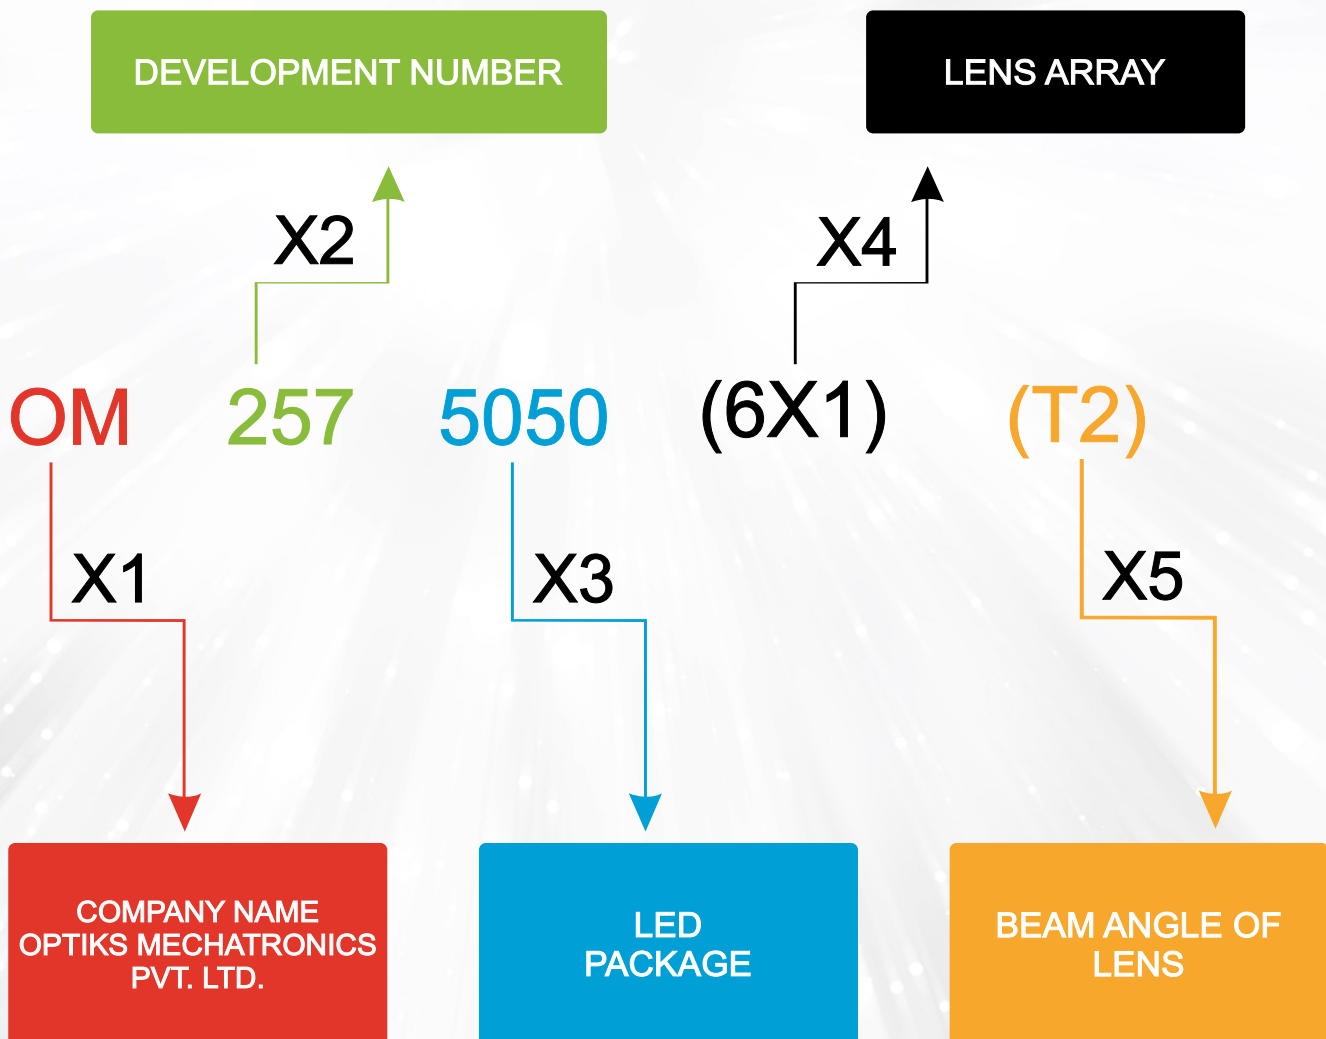 DEVELOPMENT NUMBER
LENS ARRAY
X2
X4
OM 257 5050 (6X1) (T2)
X1
X3
X5
COMPANY NAME
OPTIKS MECHATRONICS
PVT. LTD.
LED
PACKAGE
BEAM ANGLE OF
LENS